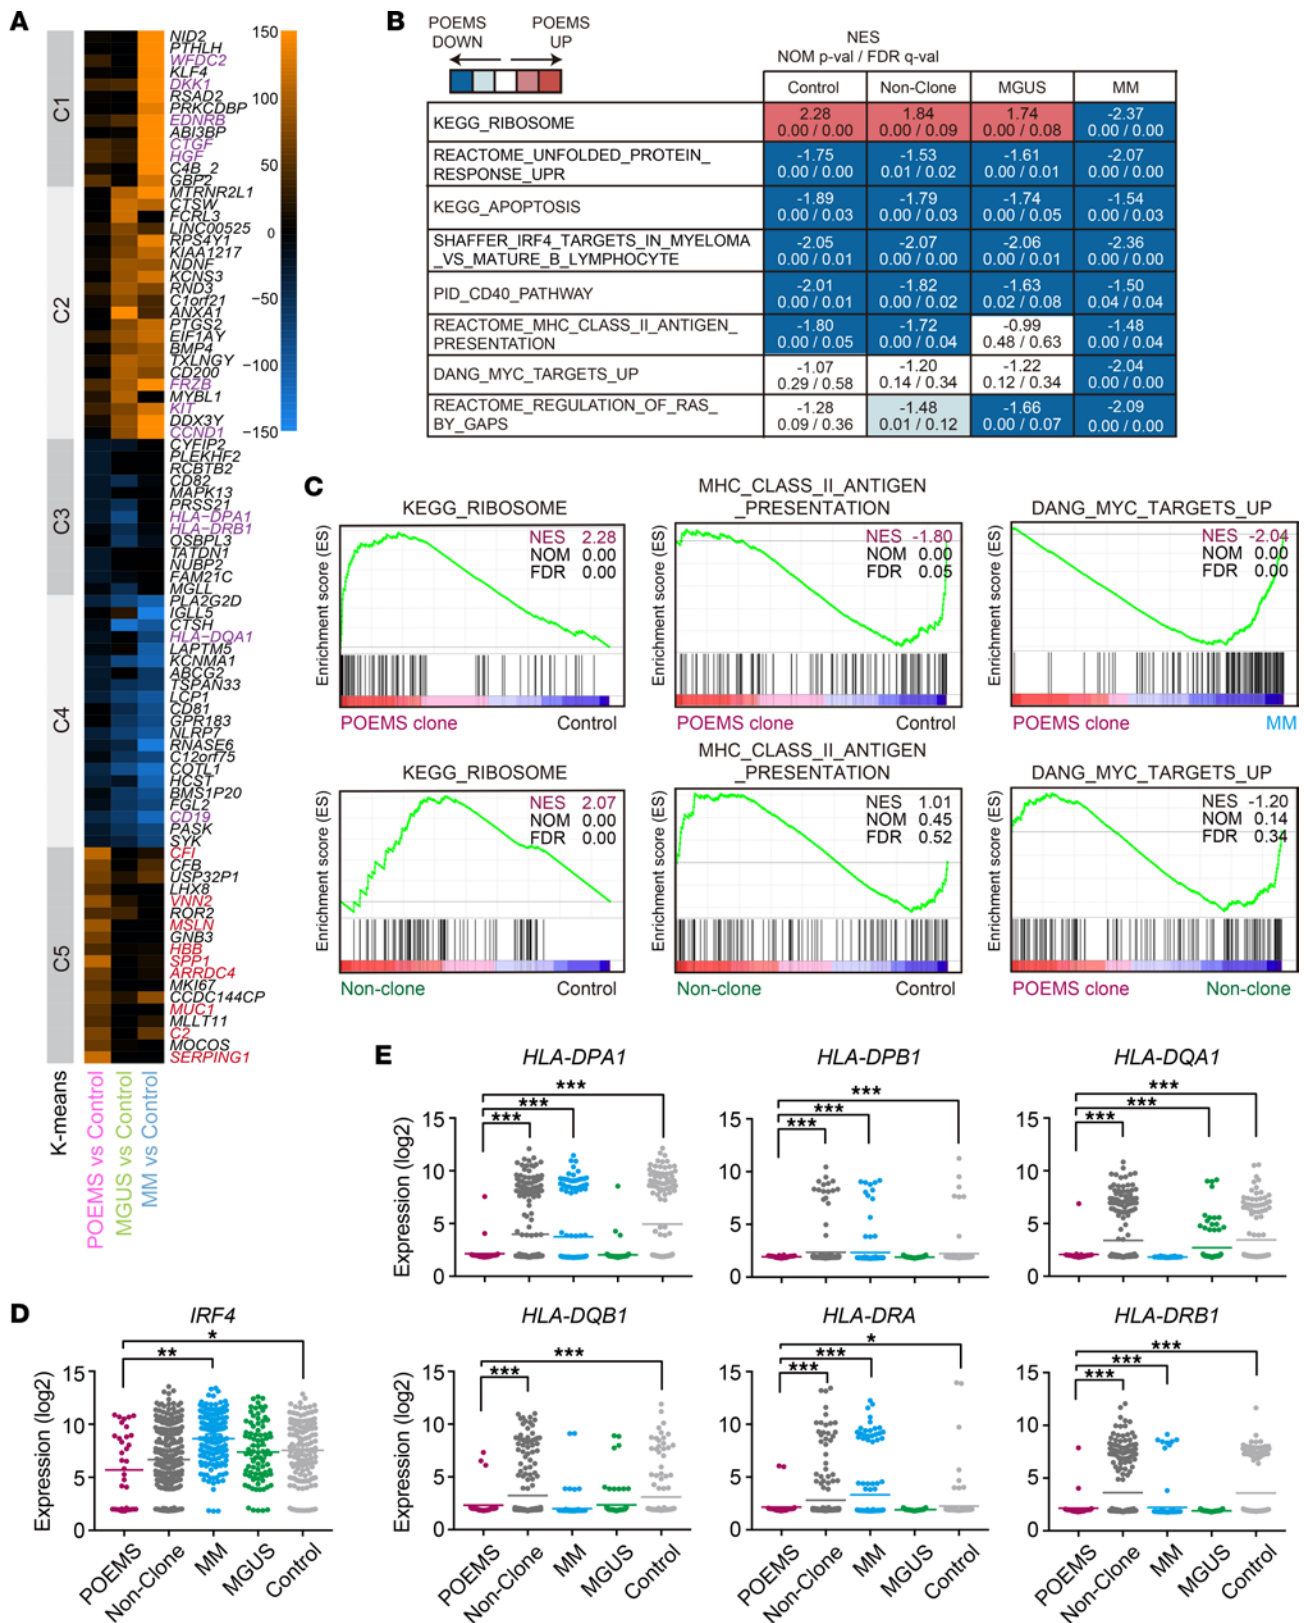 A
C1
C2
C3
C4
C5
K-means
POEMS vs Control
MGUS vs Control
MM vs Control
NID2
PTHLH
WFDC2
KLF4
DKK1
RSAD2
PRKCDBP
EDNRB
ABI3BP
CTGF
HGF
C4B_2
GBP2
MTRNR2L1
CTSW
FCRL3
LINC00525
RPS4Y1
KIAA1217
NDNF
KCNS3
RND3
C1orf21
ANXA1
PTGS2
EIF1AY
BMP4
TXLNGY
CD200
FRZB
MYBL1
KIT
DDX3Y
CCND1
CYFIP2
PLEKHF2
RCBTB2
CD82
MAPK13
PRSS21
HLA-DPA1
HLA-DRB1
OSBPL3
TATDN1
NUBP2
FAM21C
MGLL
PLA2G2D
IGLL5
CTSH
HLA-DQA1
LAPTM5
KCNMA1
ABCG2
TSPAN33
LCP1
CD81
GPR183
NLRP7
RNASE6
C12orf75
COTL1
HCST
BMS1P20
FGL2
CD19
PASK
SYK
CFI
CFB
USP32P1
LHX8
VNN2
ROR2
MSLN
GNB3
HBB
SPP1
ARRDC4
MKI67
CCDC144CP
MUC1
MLLT11
C2
MOCOS
SERPING1
150
100
50
0
−50
−100
−150
B
POEMS DOWN
POEMS UP
NES
NOM p-val / FDR q-val
Control Non-Clone MGUS MM
KEGG_RIBOSOME
2.28 1.84 1.74 -2.37
0.00 / 0.00 0.00 / 0.09 0.00 / 0.08 0.00 / 0.00
REACTOME_UNFOLDED_PROTEIN_
RESPONSE_UPR
-1.75 -1.53 -1.61 -2.07
0.00 / 0.00 0.01 / 0.02 0.00 / 0.01 0.00 / 0.00
KEGG_APOPTOSIS
-1.89 -1.79 -1.74 -1.54
0.00 / 0.03 0.00 / 0.03 0.00 / 0.05 0.00 / 0.03
SHAFFER_IRF4_TARGETS_IN_MYELOMA
_VS_MATURE_B_LYMPHOCYTE
-2.05 -2.07 -2.06 -2.36
0.00 / 0.01 0.00 / 0.00 0.00 / 0.01 0.00 / 0.00
PID_CD40_PATHWAY
-2.01 -1.82 -1.63 -1.50
0.00 / 0.01 0.00 / 0.02 0.02 / 0.08 0.04 / 0.04
REACTOME_MHC_CLASS_II_ANTIGEN_
PRESENTATION
-1.80 -1.72 -0.99 -1.48
0.00 / 0.05 0.00 / 0.04 0.48 / 0.63 0.00 / 0.04
DANG_MYC_TARGETS_UP
-1.07 -1.20 -1.22 -2.04
0.29 / 0.58 0.14 / 0.34 0.12 / 0.34 0.00 / 0.00
REACTOME_REGULATION_OF_RAS_
BY_GAPS
-1.28 -1.48 -1.66 -2.09
0.09 / 0.36 0.01 / 0.12 0.00 / 0.07 0.00 / 0.00
C
KEGG_RIBOSOME
Enrichment score (ES)
NES 2.28
NOM 0.00
FDR 0.00
POEMS clone Control
MHC_CLASS_II_ANTIGEN
_PRESENTATION
Enrichment score (ES)
NES -1.80
NOM 0.00
FDR 0.05
POEMS clone Control
DANG_MYC_TARGETS_UP
Enrichment score (ES)
NES -2.04
NOM 0.00
FDR 0.00
POEMS clone MM
KEGG_RIBOSOME
Enrichment score (ES)
NES 2.07
NOM 0.00
FDR 0.00
Non-clone Control
MHC_CLASS_II_ANTIGEN
_PRESENTATION
Enrichment score (ES)
NES 1.01
NOM 0.45
FDR 0.52
Non-clone Control
DANG_MYC_TARGETS_UP
Enrichment score (ES)
NES -1.20
NOM 0.14
FDR 0.34
POEMS clone Non-clone
D
IRF4
Expression (log2)
15
10
5
0
*
**
POEMS Non-Clone MM MGUS Control
E
HLA-DPA1
Expression (log2)
15
10
5
0
***
***
***
HLA-DPB1
15
10
5
0
***
***
***
HLA-DQA1
15
10
5
0
***
***
***
HLA-DQB1
Expression (log2)
15
10
5
0
***
***
POEMS Non-Clone MM MGUS Control
HLA-DRA
15
10
5
0
*
***
***
POEMS Non-Clone MM MGUS Control
HLA-DRB1
15
10
5
0
***
***
***
POEMS Non-Clone MM MGUS Control